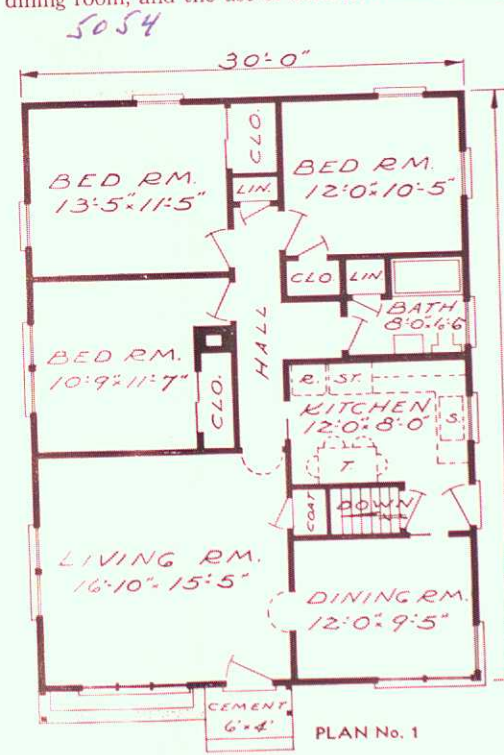 dining room, and the
5054
30'-0"
BED RM.
13'-5" x 11'-5"
CLO.
LIN.
BED RM.
12'-0" x 10'-5"
CLO.
LIN
BATH
8'-0" x 6'-6
BED RM.
10'-9" x 11'-7"
CLO.
HALL
R.
ST.
KITCHEN
12'-0" x 8'-0"
S.
T.
COAT
DOWN
LIVING RM.
16'-10" x 15'-5"
DINING RM.
12'-0" x 9'-5"
CEMENT
6' x 4'
PLAN No. 1